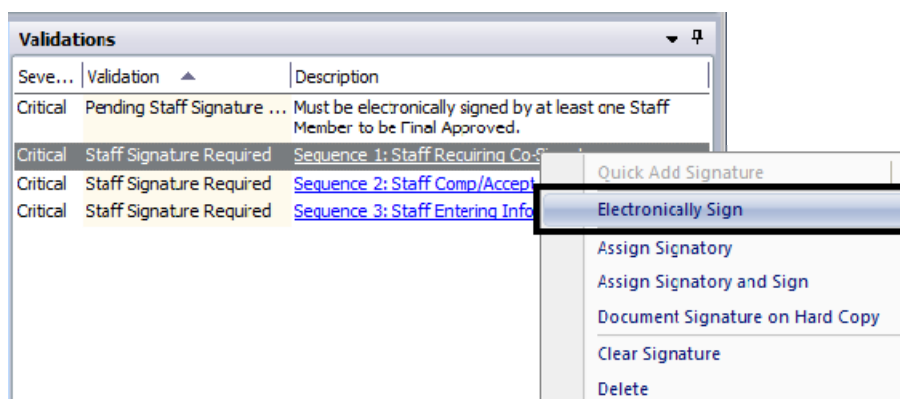 Validations
Seve... Validation Description
Critical Pending Staff Signature ... Must be electronically signed by at least one Staff
Member to be Final Approved.
Critical Staff Signature Required Sequence 1: Staff Requiring
Critical Staff Signature Required Sequence 2: Staff Comp/Accept
Critical Staff Signature Required Sequence 3: Staff Entering Info
Quick Add Signature
Electronically Sign
Assign Signatory
Assign Signatory and Sign
Document Signature on Hard Copy
Clear Signature
Delete